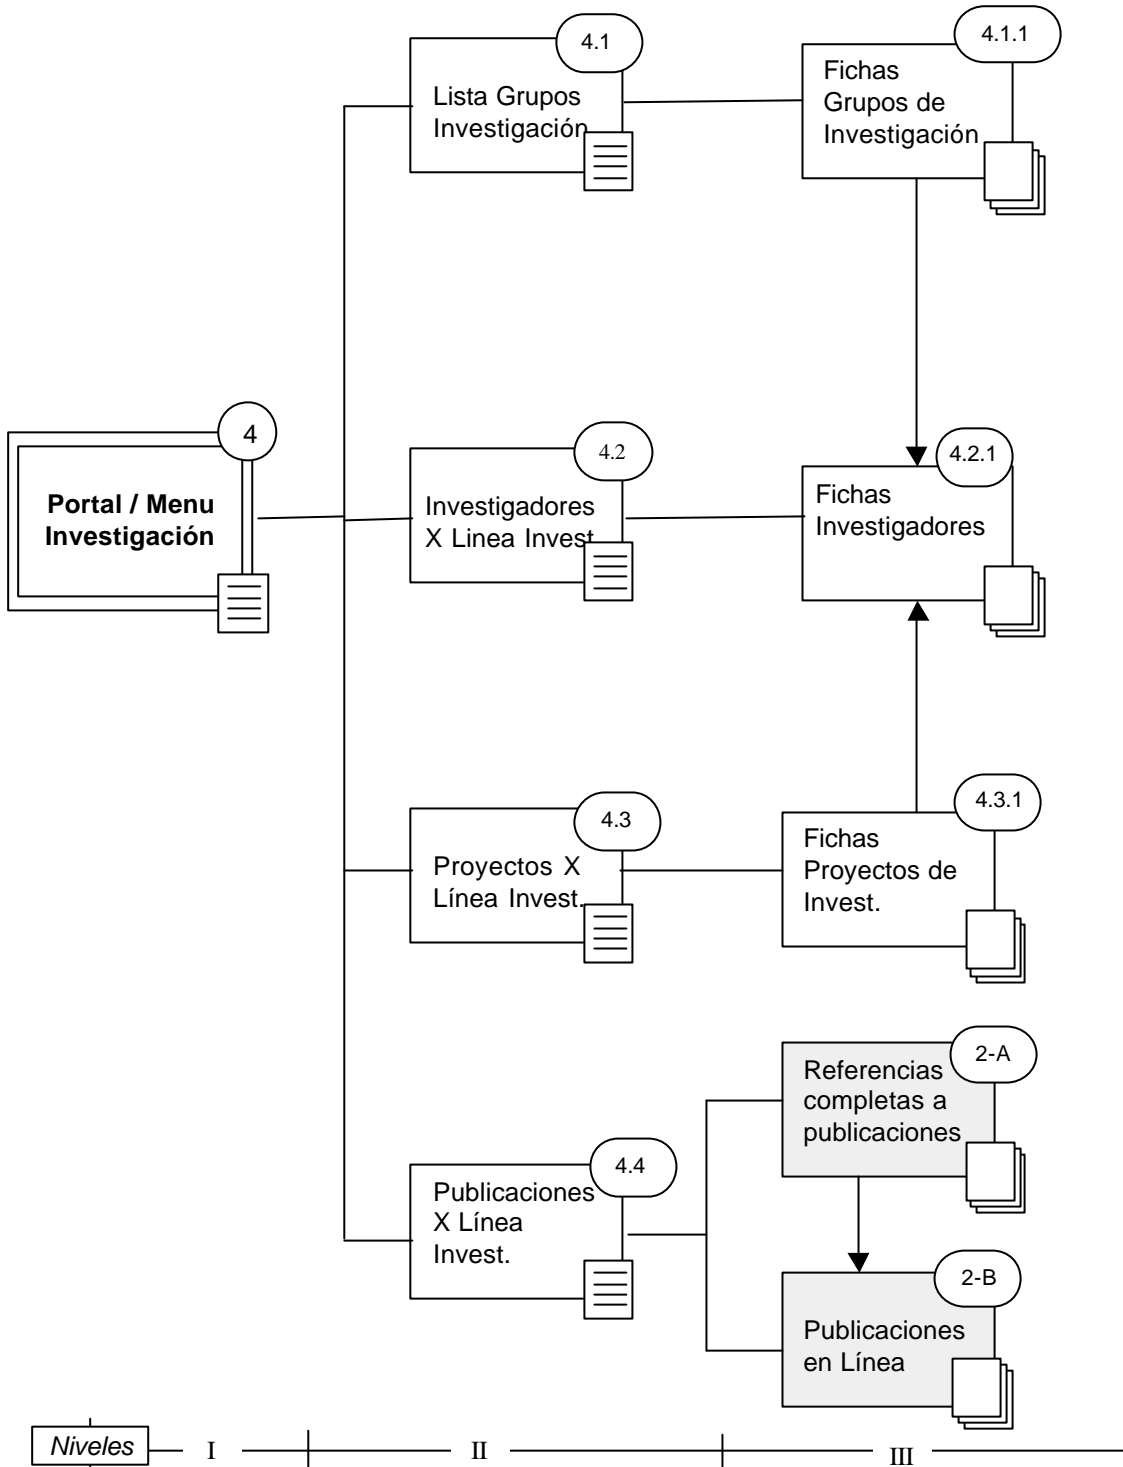 4.1
Lista Grupos
Investigación
4.1.1
Fichas
Grupos de
Investigación
4
Portal / Menu
Investigación
4.2
Investigadores
X Linea Invest.
4.2.1
Fichas
Investigadores
4.3
Proyectos X
Línea Invest.
4.3.1
Fichas
Proyectos de
Invest.
4.4
Publicaciones
X Línea
Invest.
2-A
Referencias
completas a
publicaciones
2-B
Publicaciones
en Línea
Niveles I II III